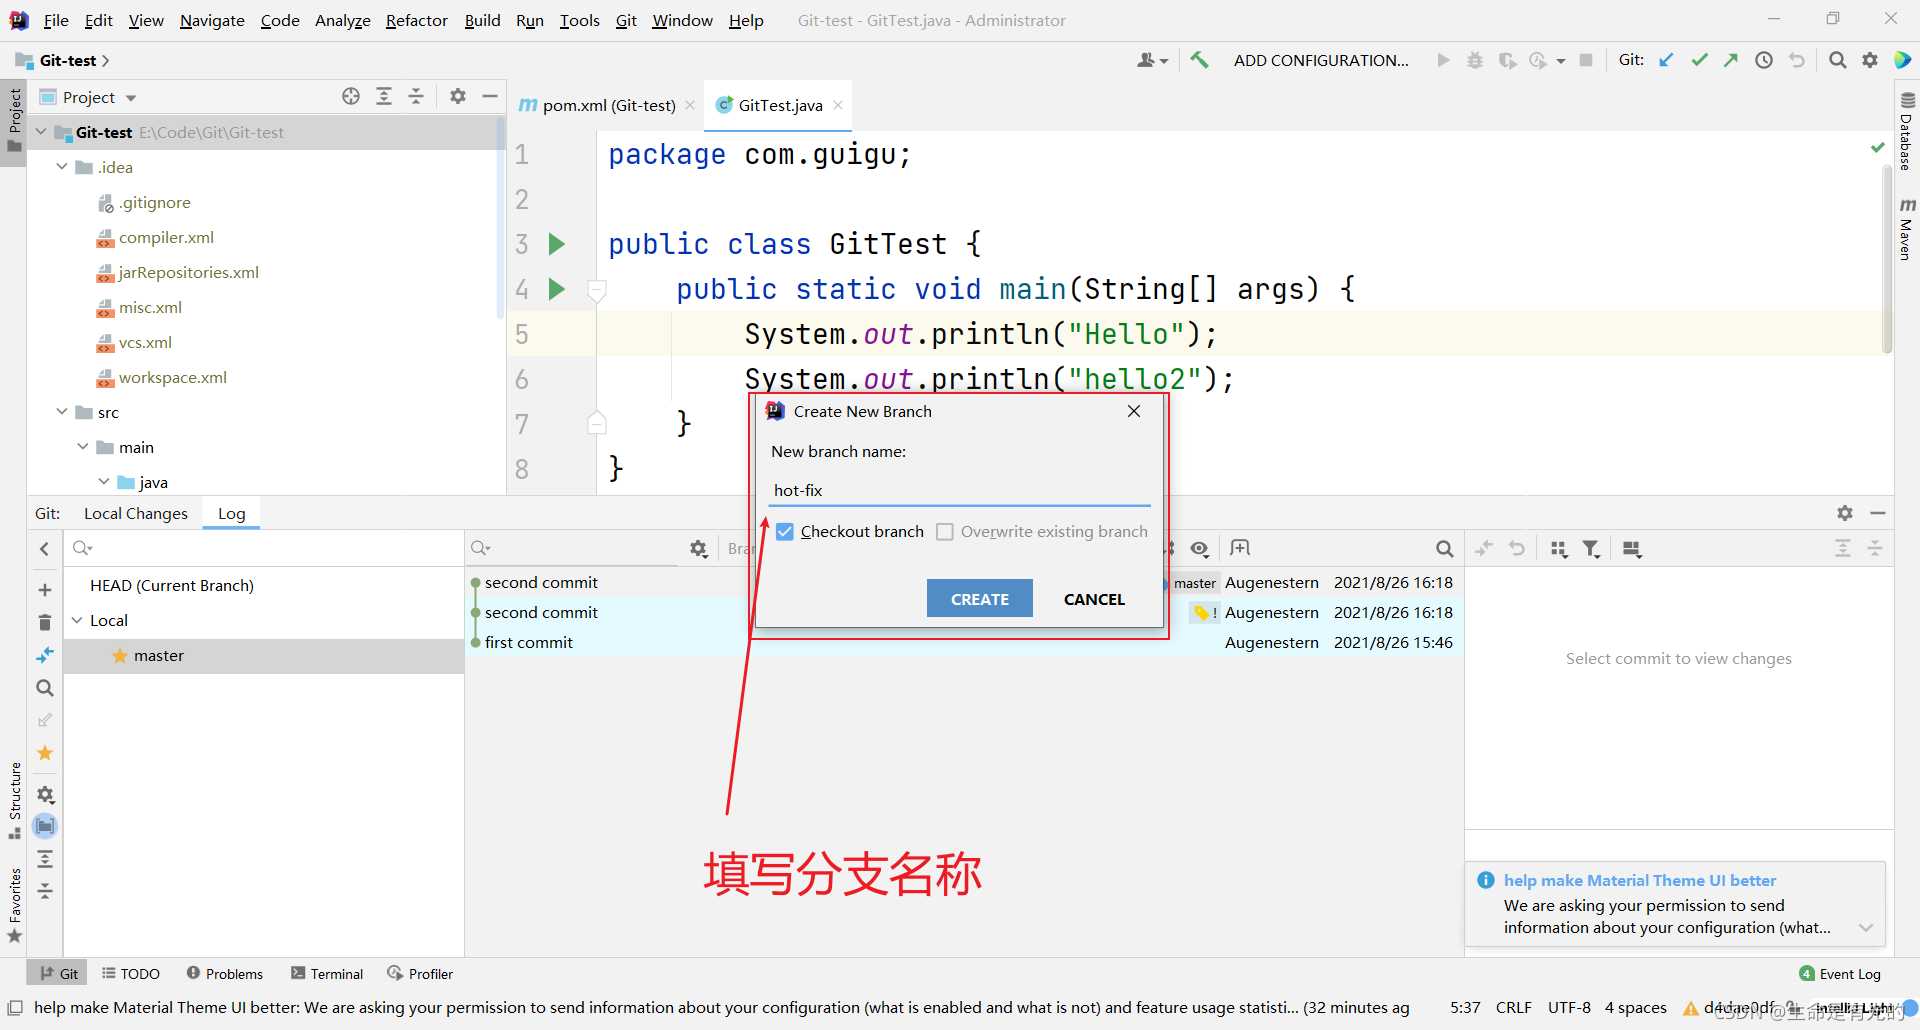 File Edit View Navigate Code Analyze Refactor Build Run Tools Git Window Help Git-test - GitTest.java - Administrator
Git-test
ADD CONFIGURATION... Git:
Project
Project
pom.xml (Git-test)
GitTest.java
Git-test E:\Code\Git\Git-test
.idea
.gitignore
compiler.xml
jarRepositories.xml
misc.xml
vcs.xml
workspace.xml
src
main
java
1 package com.guigu;
2
3 public class GitTest {
4 public static void main(String[] args) {
5 System.out.println("Hello");
6 System.out.println("hello2");
7 }
8 }
Database
Maven
Create New Branch
New branch name:
hot-fix
Checkout branch
Overwrite existing branch
CREATE
CANCEL
Git: Local Changes Log
HEAD (Current Branch)
Local
master
second commit master Augenestern 2021/8/26 16:18
second commit ! Augenestern 2021/8/26 16:18
first commit Augenestern 2021/8/26 15:46
Select commit to view changes
填写分支名称
Structure
Favorites
help make Material Theme UI better
We are asking your permission to send
information about your configuration (what...
Git TODO Problems Terminal Profiler 4 Event Log
help make Material Theme UI better: We are asking your permission to send information about your configuration (what is enabled and what is not) and feature usage statisti... (32 minutes ag 5:37 CRLF UTF-8 4 spaces d4dae0df IntelliJ Light
CSDN @生命是有光的